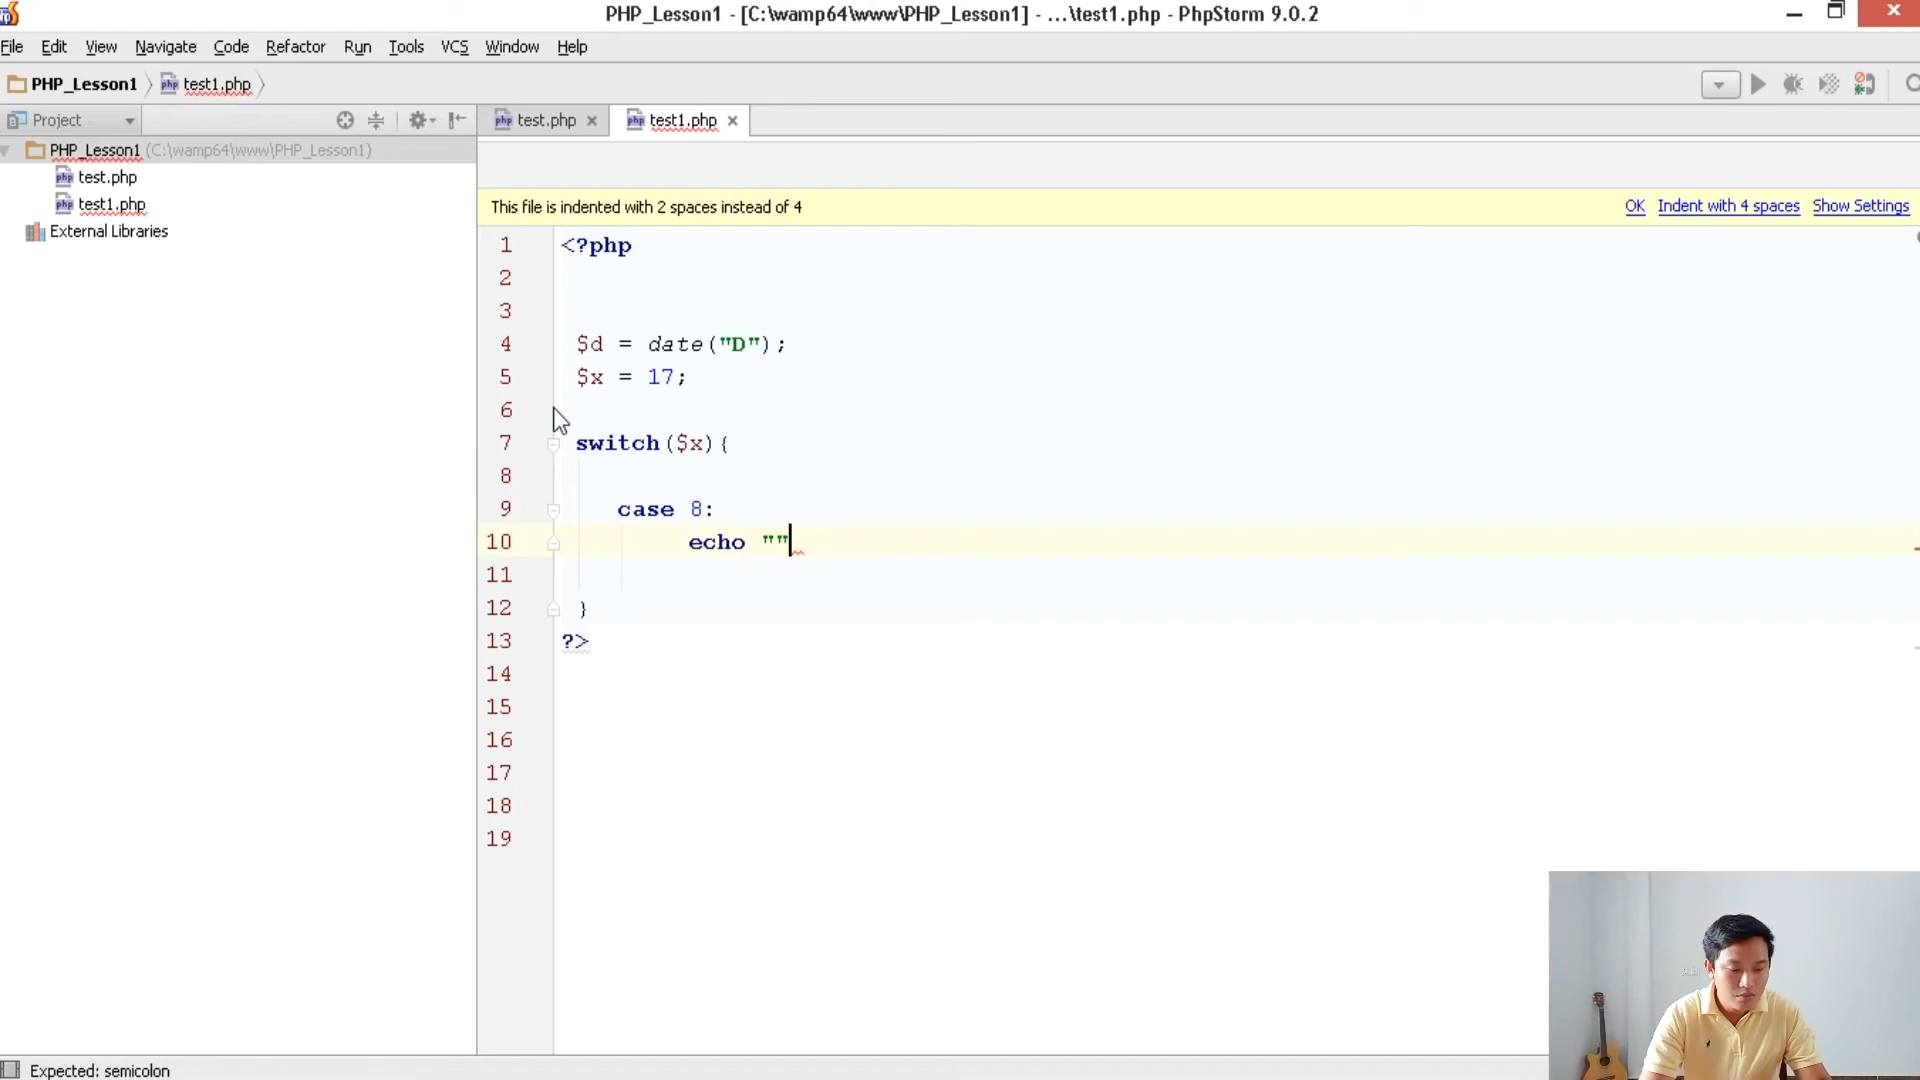 PHP_Lesson1 - [C:\wamp64\www\PHP_Lesson1] - ...\test1.php - PhpStorm 9.0.2
File Edit View Navigate Code Refactor Run Tools VCS Window Help
PHP_Lesson1 test1.php
Project
test.php test1.php
PHP_Lesson1 (C:\wamp64\www\PHP_Lesson1)
test.php
test1.php
External Libraries
This file is indented with 2 spaces instead of 4 OK Indent with 4 spaces Show Settings
1 <?php
2
3
4 $d = date("D");
5 $x = 17;
6
7 switch($x){
8
9 case 8:
10 echo ""
11
12 }
13 ?>
14
15
16
17
18
19
Expected: semicolon